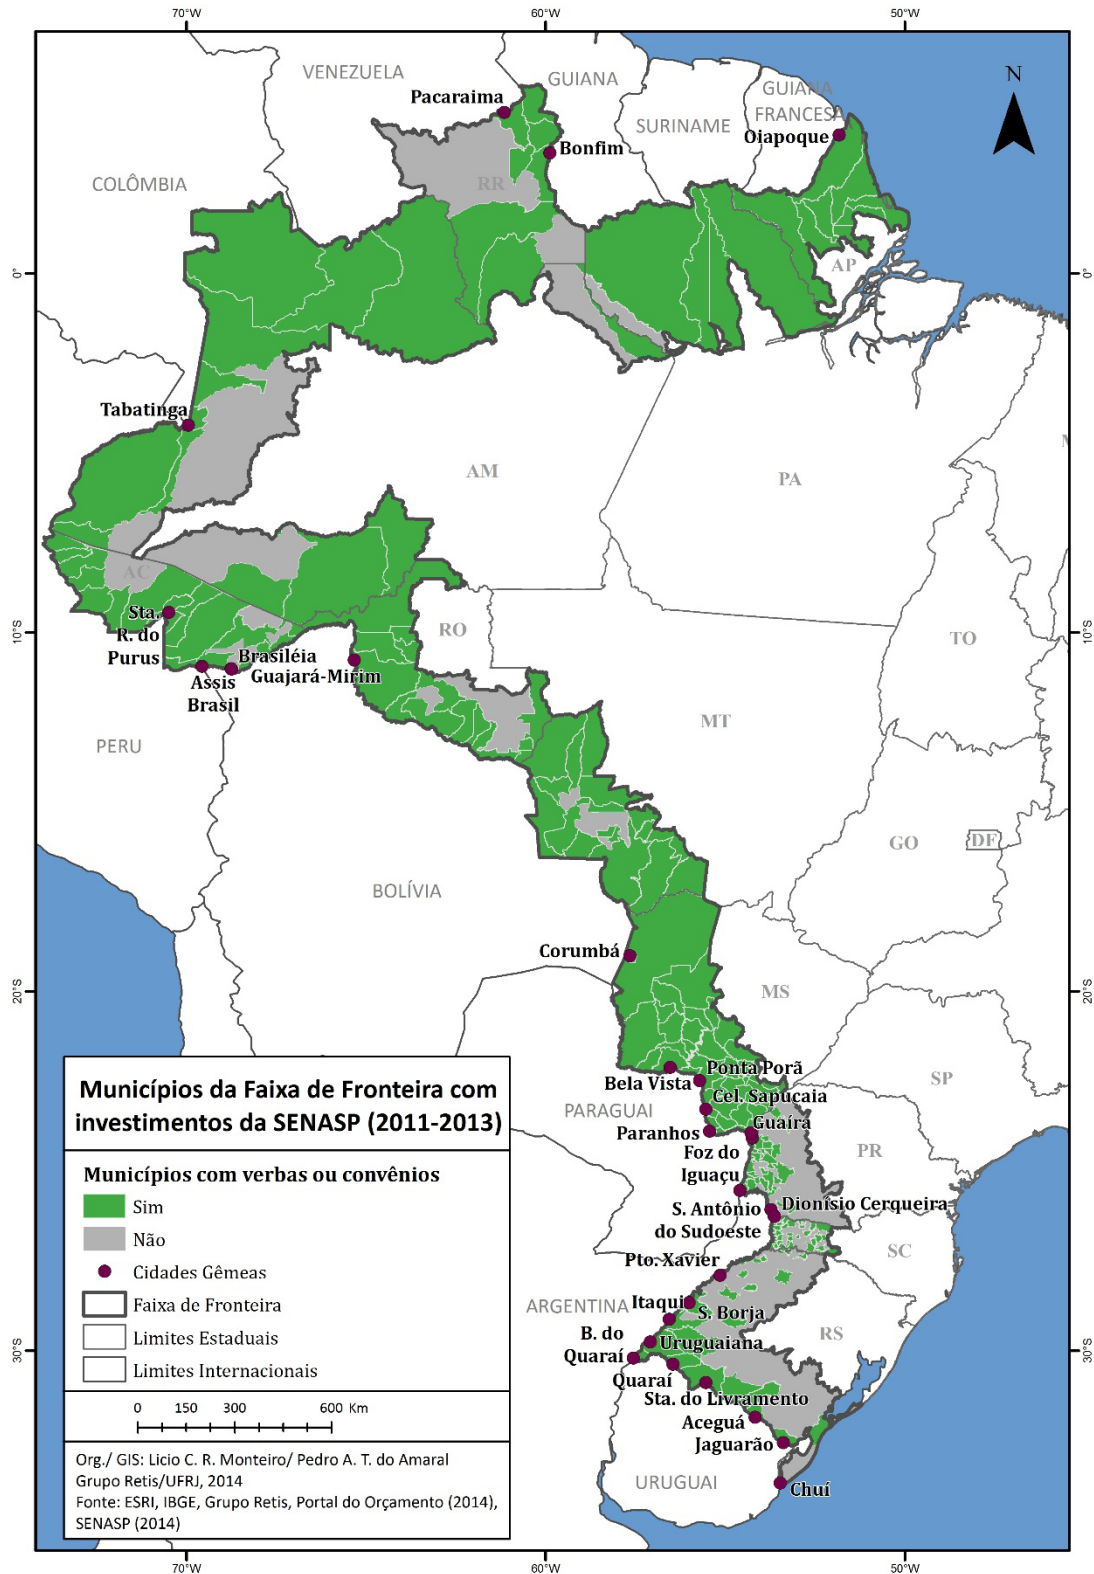 70°W
60°W
50°W
N
VENEZUELA
GUIANA
GUIANA
FRANCESA
SURINAME
COLÔMBIA
Pacaraima
Bonfim
Oiapoque
RR
AP
0°
0°
Tabatinga
AM
PA
AC
Sta.
R. do
Purus
Brasiléia
Guajará-Mirim
Assis
Brasil
RO
TO
10°S
10°S
PERU
MT
BOLÍVIA
GO
DF
Corumbá
MS
20°S
20°S
SP
Bela Vista
Ponta Porã
Cel. Sapucaia
PARAGUAI
Paranhos
Guaíra
Foz do
Iguaçu
PR
S. Antônio
do Sudoeste
Dionísio Cerqueira
SC
Pto. Xavier
ARGENTINA
Itaqui
S. Borja
RS
B. do
Quaraí
Uruguaiana
30°S
30°S
Quaraí
Sta. do Livramento
Aceguá
Jaguarão
URUGUAI
Chuí
Municípios da Faixa de Fronteira com
investimentos da SENASP (2011-2013)
Municípios com verbas ou convênios
Sim
Não
Cidades Gêmeas
Faixa de Fronteira
Limites Estaduais
Limites Internacionais
0 150 300 600 Km
Org./ GIS: Licio C. R. Monteiro/ Pedro A. T. do Amaral
Grupo Retis/UFRJ, 2014
Fonte: ESRI, IBGE, Grupo Retis, Portal do Orçamento (2014),
SENASP (2014)
70°W
60°W
50°W